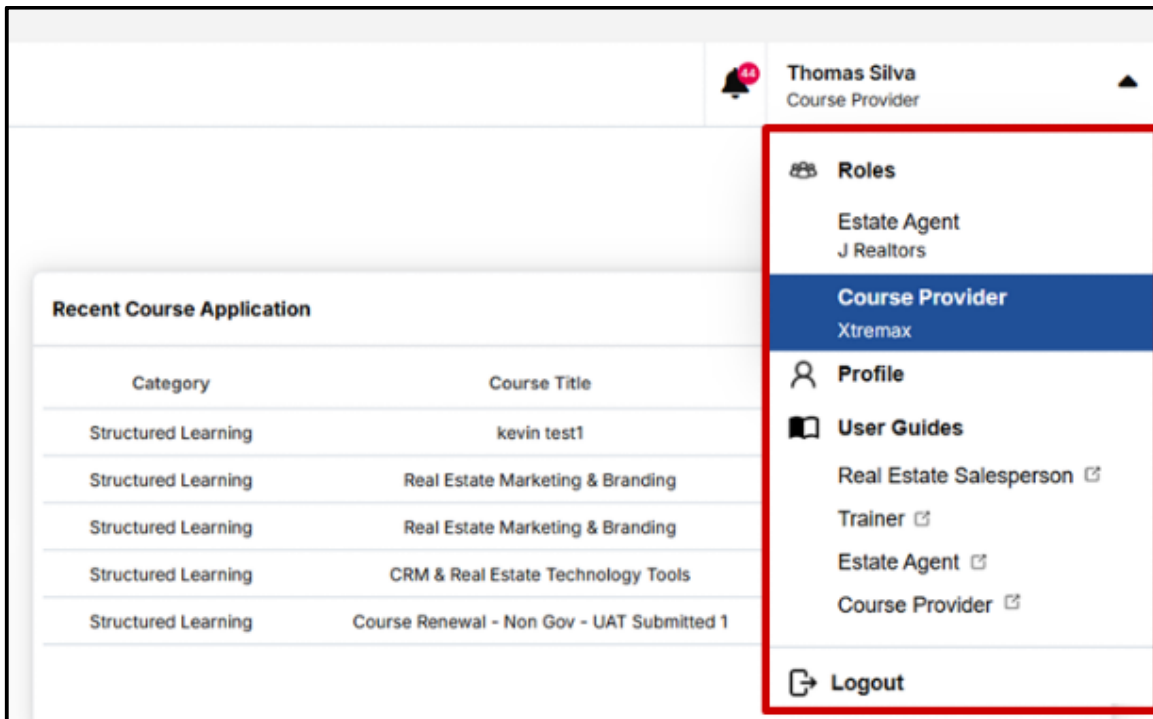 44
Thomas Silva
Course Provider
Roles
Estate Agent
J Realtors
Course Provider
Xtremax
Profile
User Guides
Real Estate Salesperson
Trainer
Estate Agent
Course Provider
Logout
Recent Course Application
Category Course Title
Structured Learning kevin test1
Structured Learning Real Estate Marketing & Branding
Structured Learning Real Estate Marketing & Branding
Structured Learning CRM & Real Estate Technology Tools
Structured Learning Course Renewal - Non Gov - UAT Submitted 1